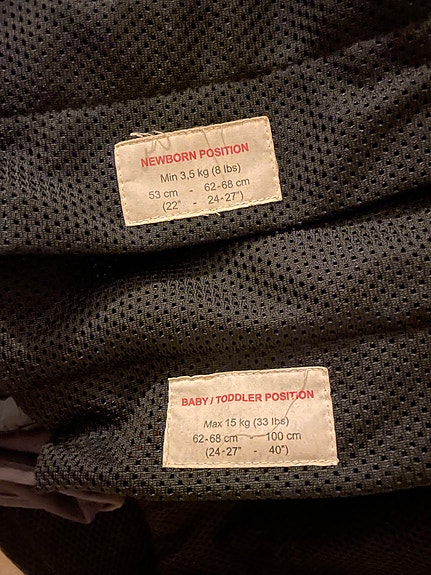 NEWBORN POSITION
Min 3,5 kg (8 lbs)
53 cm - 62-68 cm
(22" - 24-27")
BABY / TODDLER POSITION
Max 15 kg (33 lbs)
62-68 cm - 100 cm
(24-27" - 40")